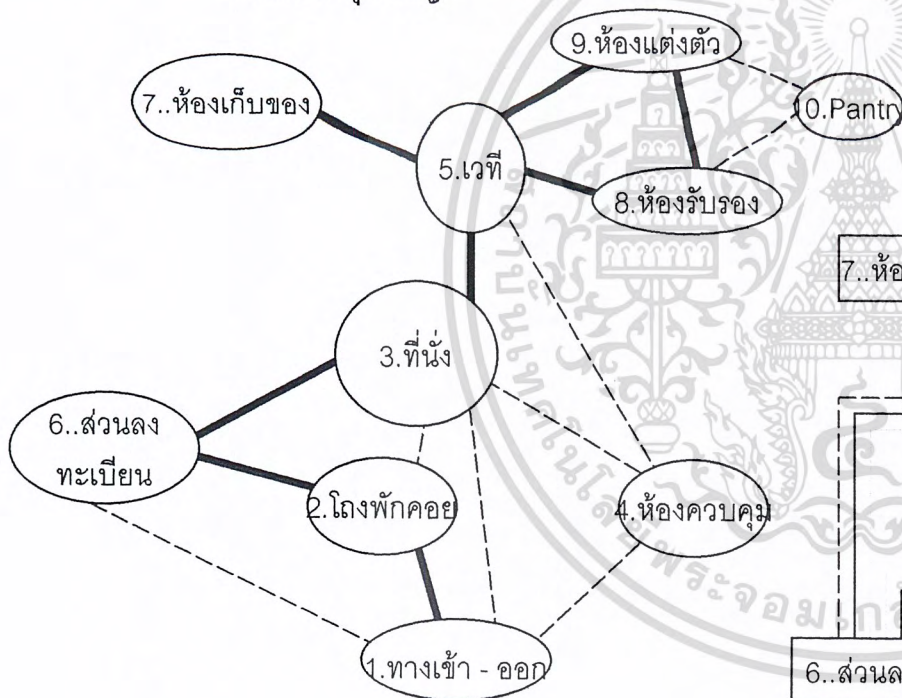 9.ห้องแต่งตัว
7..ห้องเก็บของ
0.Pantry
5.เวที
8.ห้องรับรอง
7..ห้อ
3.ที่นั่ง
6..ส่วนลง
ทะเบียน
2.โถงพักคอย
4.ห้องควบคุม
1.ทางเข้า - ออก
6..ส่วนล